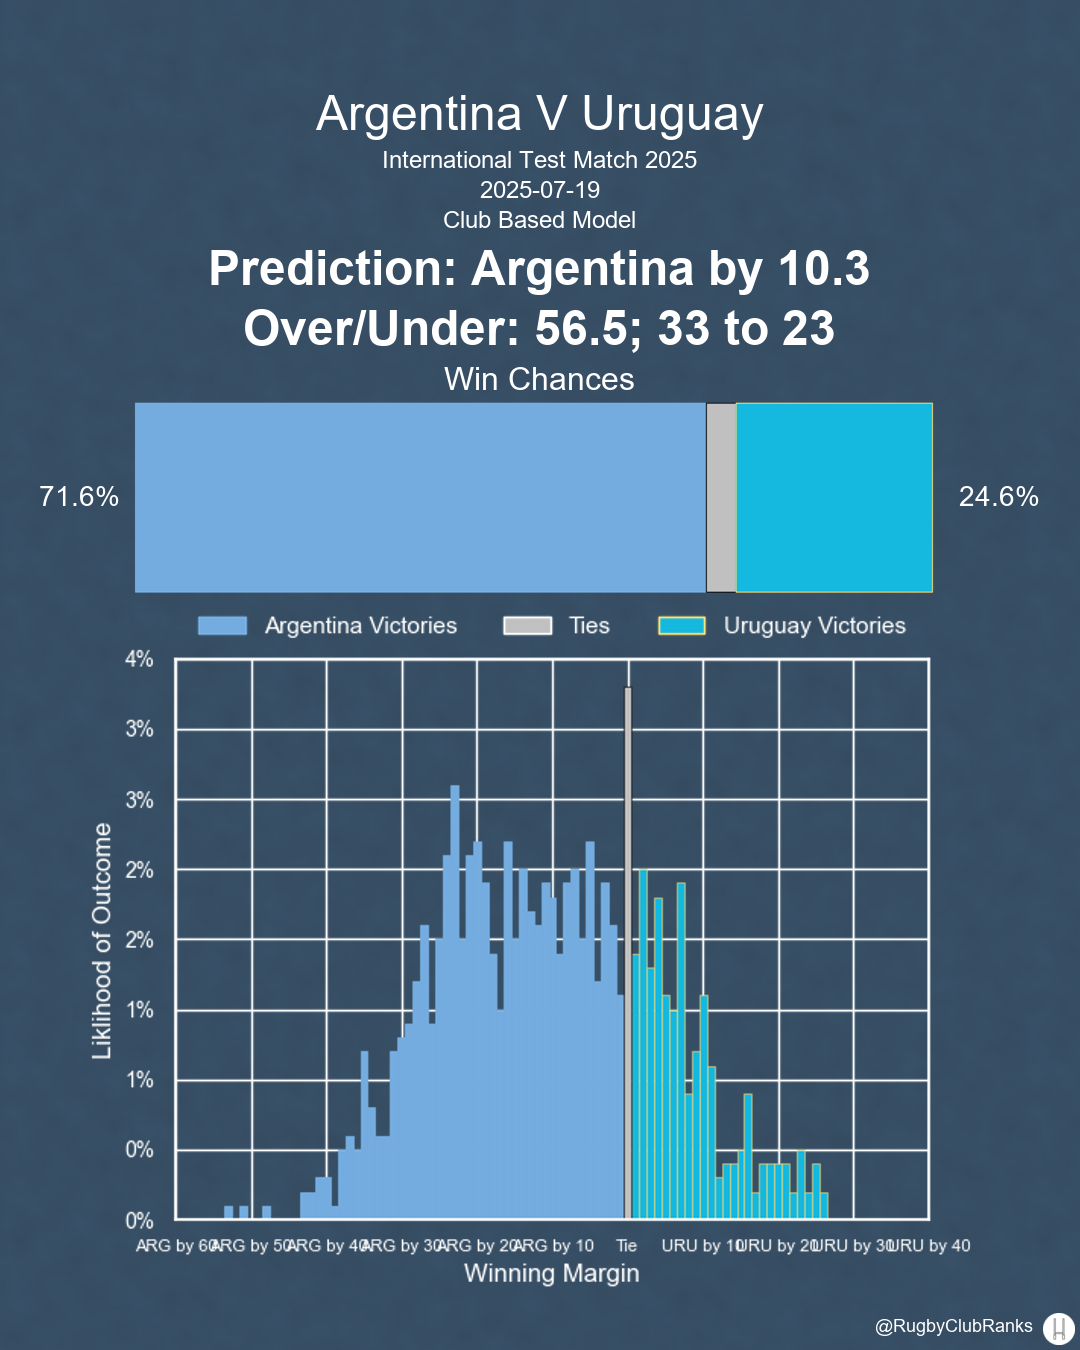 Argentina V Uruguay
International Test Match 2025
2025-07-19
Club Based Model
Prediction: Argentina by 10.3
Over/Under: 56.5; 33 to 23
Win Chances
71.6%
24.6%
Argentina Victories
Ties
Uruguay Victories
4%
3%
3%
2%
2%
1%
1%
0%
0%
Liklihood of Outcome
ARG by 60 ARG by 50 ARG by 40 ARG by 30 ARG by 20 ARG by 10 Tie URU by 10 URU by 20 URU by 30 URU by 40
Winning Margin
@RugbyClubRanks